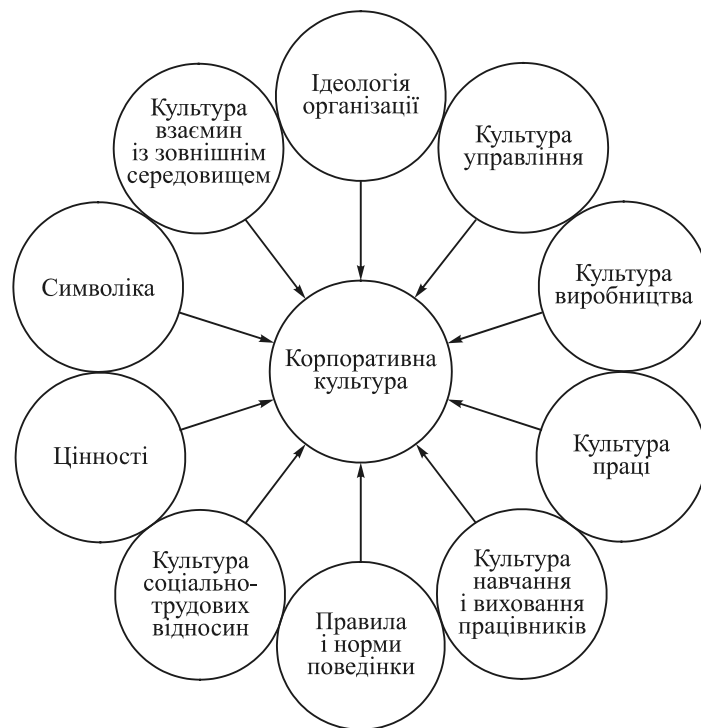 Ідеологія
організації
Культура
управління
Культура
виробництва
Культура
праці
Культура
навчання
і виховання
працівників
Правила
і норми
поведінки
Культура
соціально-
трудових
відносин
Цінності
Символіка
Культура
взаємин
із зовнішнім
середовищем
Корпоративна
культура